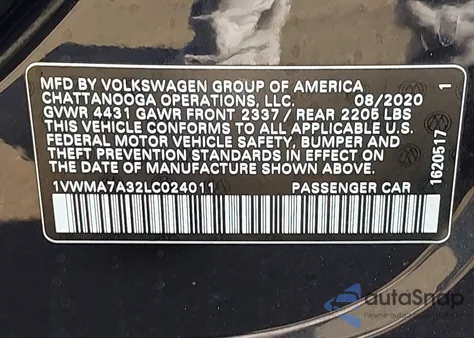 MFD BY VOLKSWAGEN GROUP OF AMERICA
CHATTANOOGA OPERATIONS, LLC. 08/2020
GVWR 4431 GAWR FRONT 2337 / REAR 2205 LBS
THIS VEHICLE CONFORMS TO ALL APPLICABLE U.S.
FEDERAL MOTOR VEHICLE SAFETY, BUMPER AND
THEFT PREVENTION STANDARDS IN EFFECT ON
THE DATE OF MANUFACTURE SHOWN ABOVE.
1VWMA7A32LC024011 PASSENGER CAR
1620517 1
autoSnap